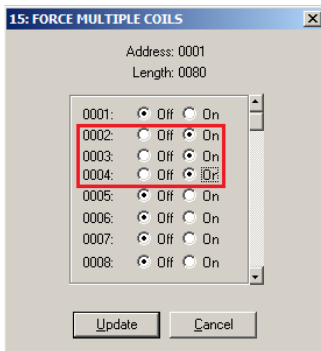 15: FORCE MULTIPLE COILS
Address: 0001
Length: 0080
0001: Off On
0002: Off On
0003: Off On
0004: Off On
0005: Off On
0006: Off On
0007: Off On
0008: Off On
Update Cancel